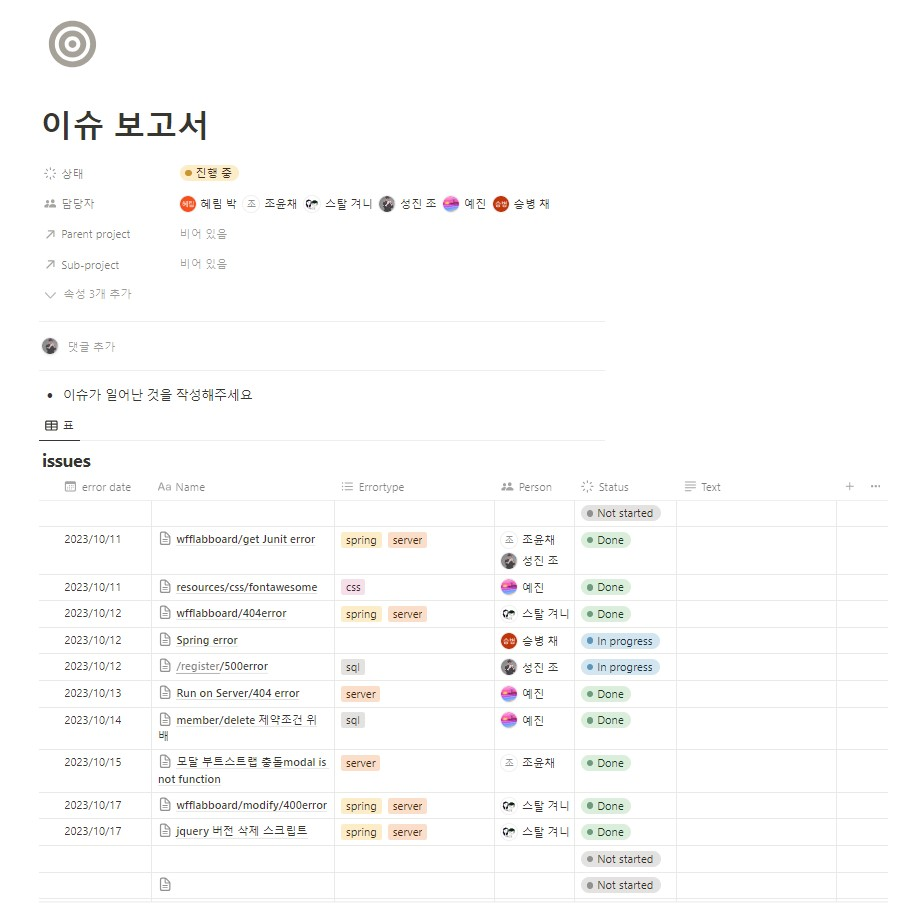 이슈 보고서
상태 진행 중
담당자 혜림 혜림 박 조 조윤채 스탈 겨니 성진 조 예진 승병 승병 채
Parent project 비어 있음
Sub-project 비어 있음
속성 3개 추가
댓글 추가
• 이슈가 일어난 것을 작성해주세요
표
issues
error date Aa Name Errortype Person Status Text + ...
Not started
2023/10/11 wfflabboard/get Junit error spring server 조 조윤채 Done
성진 조
2023/10/11 resources/css/fontawesome css 예진 Done
2023/10/12 wfflabboard/404error spring server 스탈 겨니 Done
2023/10/12 Spring error 승병 승병 채 In progress
2023/10/12 /register/500error sql 성진 조 In progress
2023/10/13 Run on Server/404 error server 예진 Done
2023/10/14 member/delete 제약조건 위 sql 예진 Done
배
2023/10/15 모달 부트스트랩 충돌modal is server 조 조윤채 Done
not function
2023/10/17 wfflabboard/modify/400error spring server 스탈 겨니 Done
2023/10/17 jquery 버전 삭제 스크립트 spring server 스탈 겨니 Done
Not started
Not started